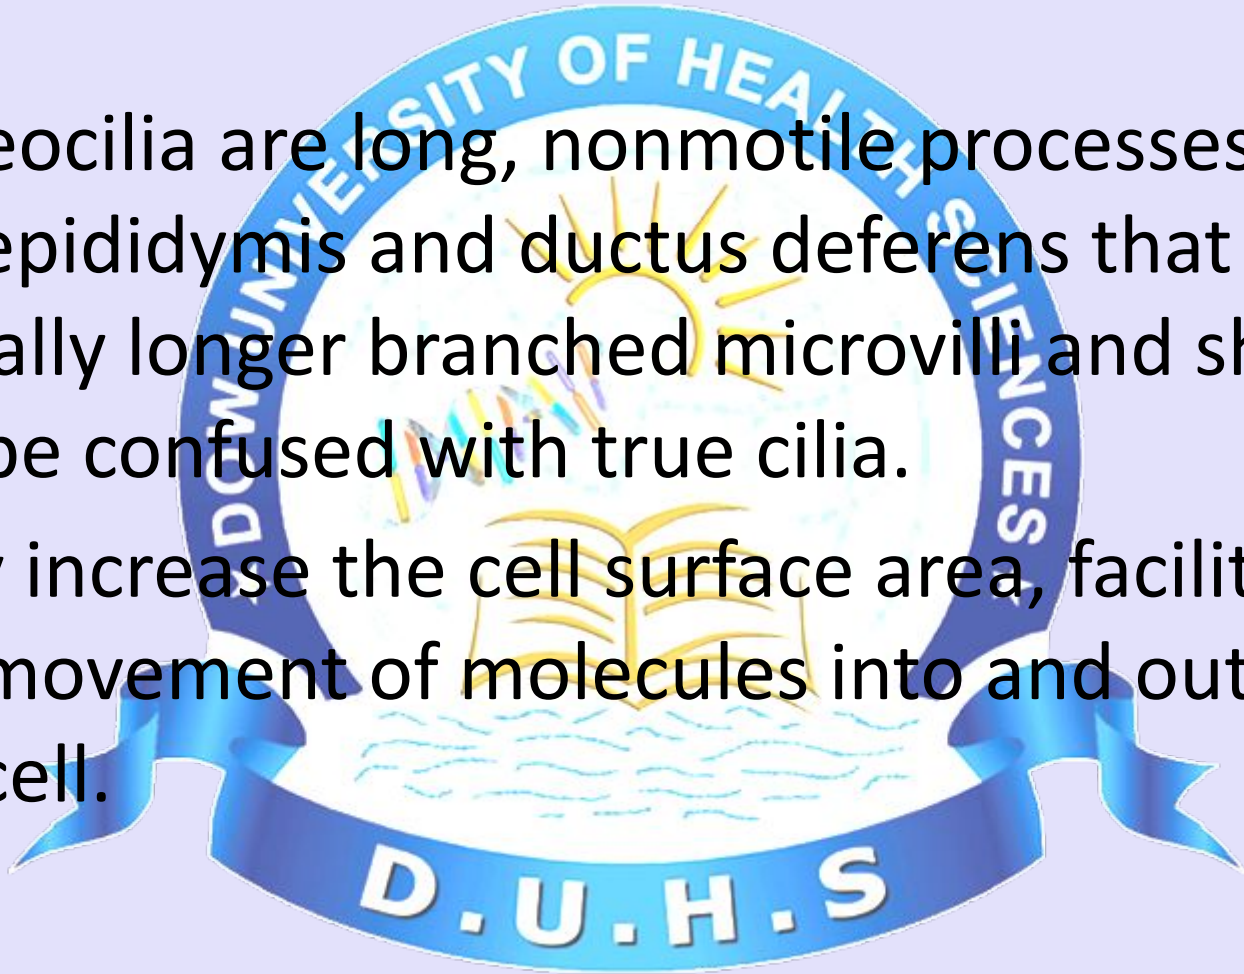 DOW UNIVERSITY OF HEALTH SCIENCES
eocilia are long, nonmotile processes
epididymis and ductus deferens that
ally longer branched microvilli and sh
be confused with true cilia.
y increase the cell surface area, facilit
movement of molecules into and out
cell.
D.U.H.S